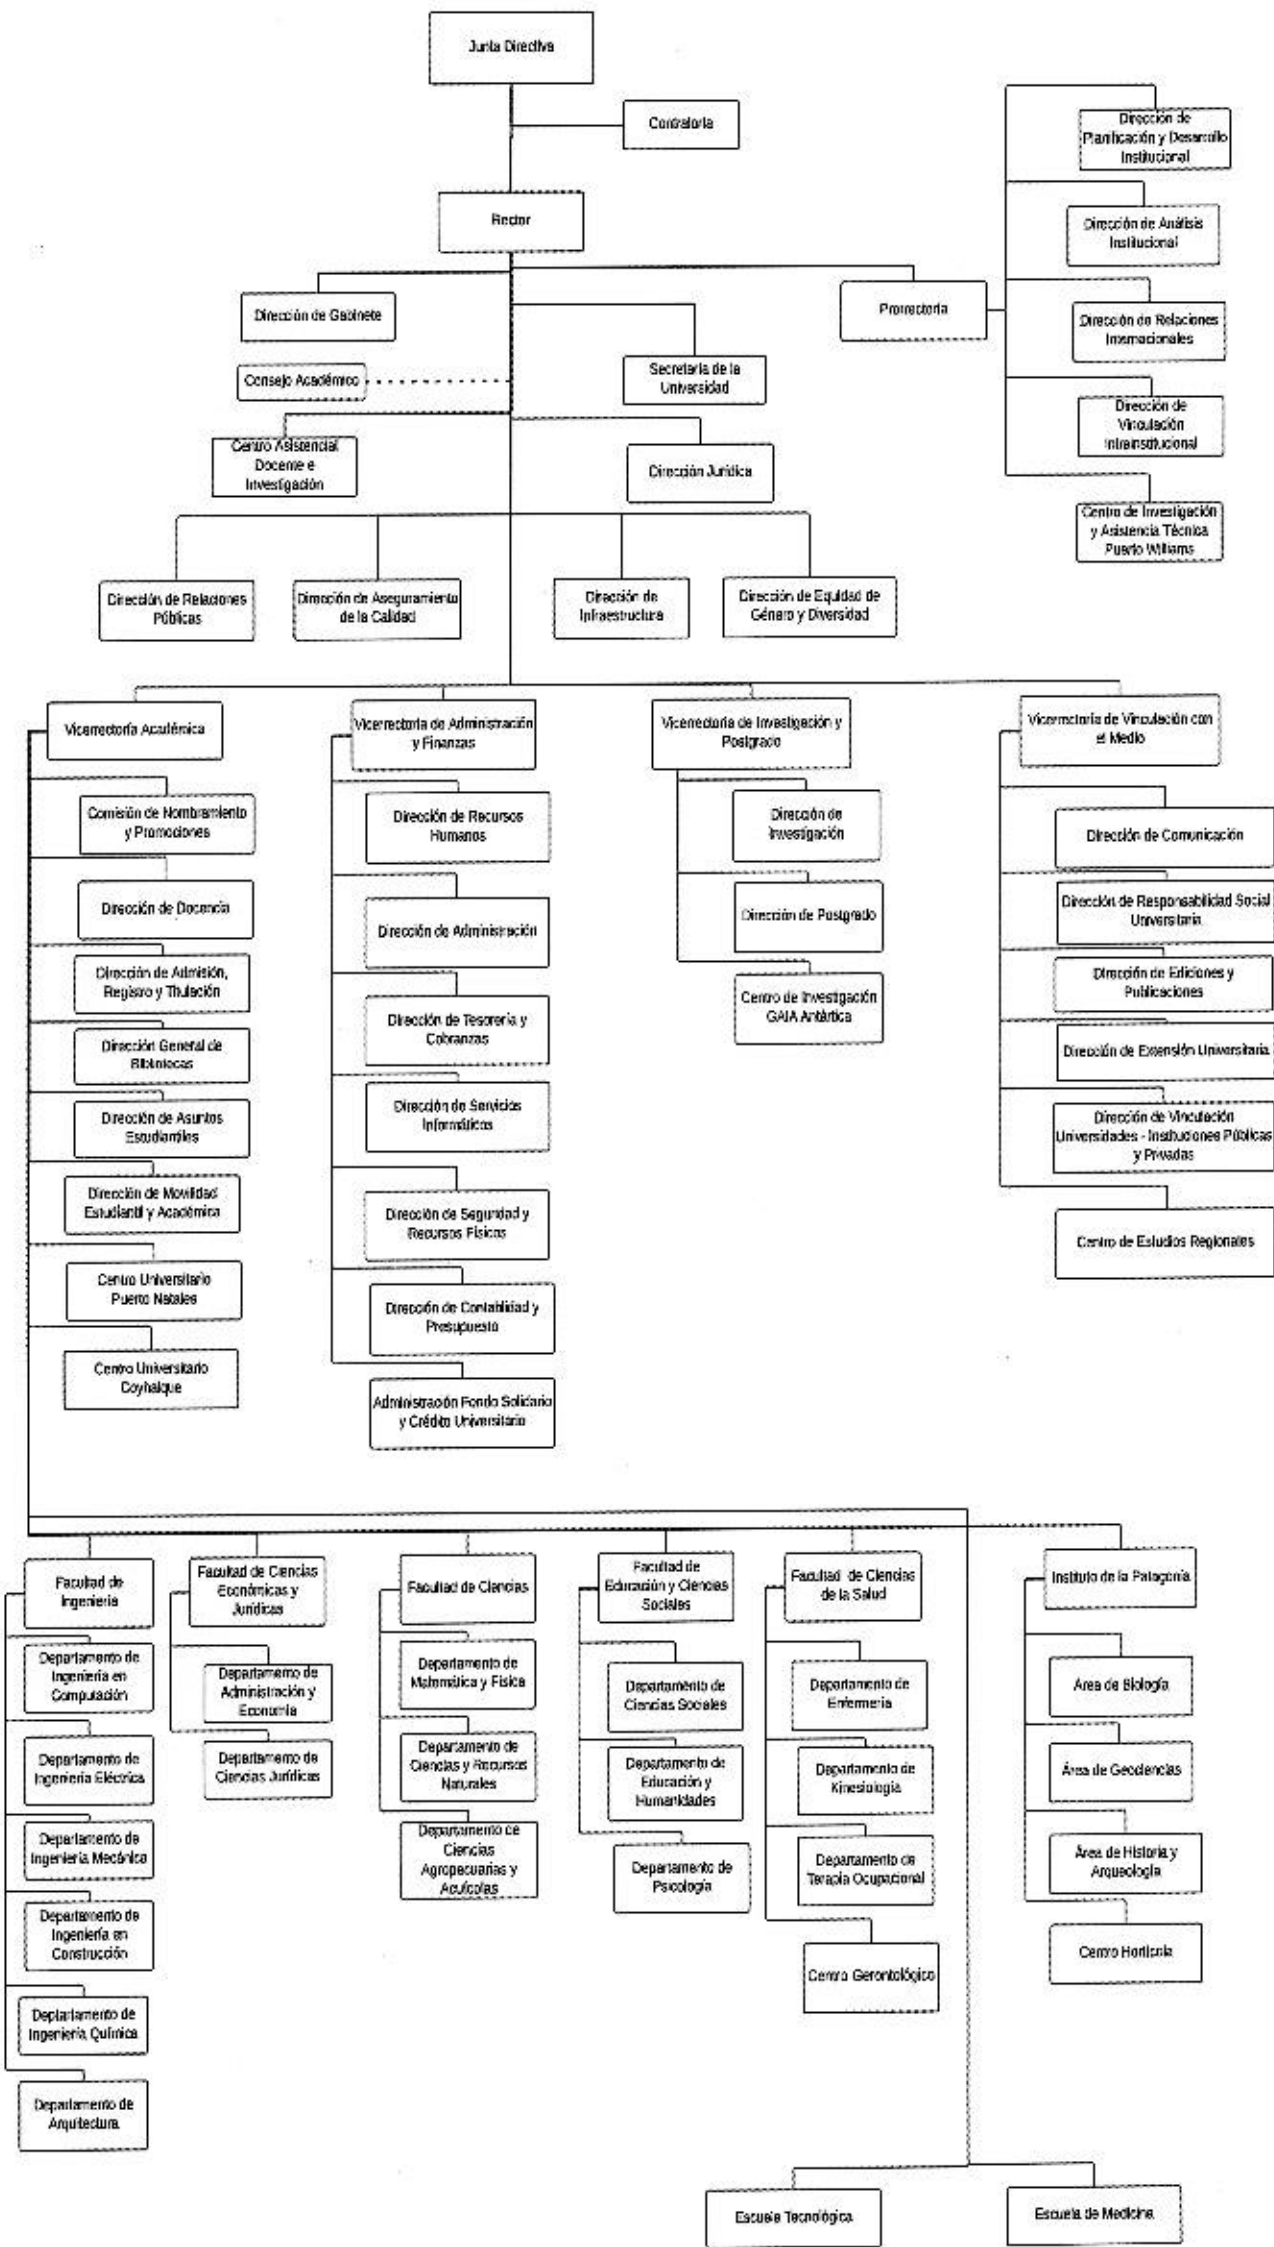 Junta Directiva
Contraloría
Rector
Dirección de Gabinete
Consejo Académico
Centro Asistencial
Docente e
Investigación
Secretaría de la
Universidad
Dirección Jurídica
Prorrectoría
Dirección de
Planificación y Desarrollo
Institucional
Dirección de Análisis
Institucional
Dirección de Relaciones
Internacionales
Dirección de
Vinculación
Intrainstitucional
Centro de Investigación
y Asistencia Técnica
Puerto Williams
Dirección de Relaciones
Públicas
Dirección de Aseguramiento
de la Calidad
Dirección de
Infraestructura
Dirección de Equidad de
Género y Diversidad
Vicerrectoría Académica
Comisión de Nombramiento
y Promociones
Dirección de Docencia
Dirección de Admisión,
Registro y Titulación
Dirección General de
Bibliotecas
Dirección de Asuntos
Estudiantiles
Dirección de Movilidad
Estudiantil y Académica
Centro Universitario
Puerto Natales
Centro Universitario
Coyhaique
Vicerrectoría de Administración
y Finanzas
Dirección de Recursos
Humanos
Dirección de Administración
Dirección de Tesorería y
Cobranzas
Dirección de Servicios
Informáticos
Dirección de Seguridad y
Recursos Físicos
Dirección de Contabilidad y
Presupuesto
Administración Fondo Solidario
y Crédito Universitario
Vicerrectoría de Investigación y
Postgrado
Dirección de
Investigación
Dirección de Postgrado
Centro de Investigación
GAIA Antártica
Vicerrectoría de Vinculación con
el Medio
Dirección de Comunicación
Dirección de Responsabilidad Social
Universitaria
Dirección de Ediciones y
Publicaciones
Dirección de Extensión Universitaria
Dirección de Vinculación
Universidades - Instituciones Públicas
y Privadas
Centro de Estudios Regionales
Facultad de
Ingeniería
Departamento de
Ingeniería en
Computación
Departamento de
Ingeniería Eléctrica
Departamento de
Ingeniería Mecánica
Departamento de
Ingeniería en
Construcción
Deptartamento de
Ingeniería Química
Departamento de
Arquitectura
Facultad de Ciencias
Económicas y
Jurídicas
Departamento de
Administración y
Economía
Departamento de
Ciencias Jurídicas
Facultad de Ciencias
Departamento de
Matemática y Física
Departamento de
Ciencias y Recursos
Naturales
Departamento de
Ciencias
Agropecuarias y
Acuícolas
Facultad de
Educación y Ciencias
Sociales
Departamento de
Ciencias Sociales
Departamento de
Educación y
Humanidades
Departamento de
Psicología
Facultad de Ciencias
de la Salud
Departamento de
Enfermería
Departamento de
Kinesiología
Departamento de
Terapia Ocupacional
Centro Gerontológico
Instituto de la Patagonia
Área de Biología
Área de Geociencias
Área de Historia y
Arqueología
Centro Hortícola
Escuela Tecnológica
Escuela de Medicina